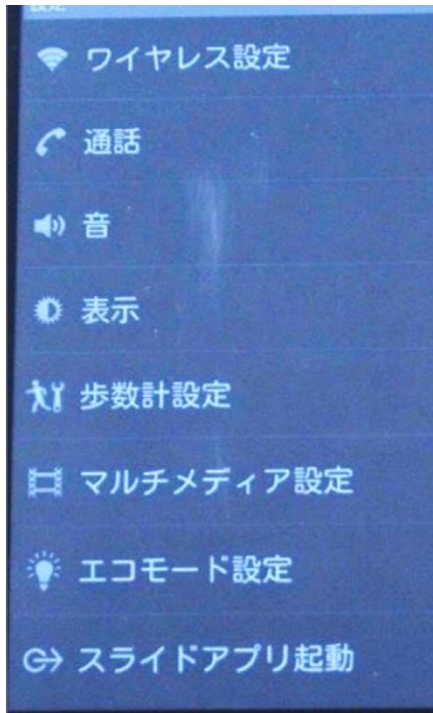 設定
ワイヤレス設定
通話
音
表示
歩数計設定
マルチメディア設定
エコモード設定
スライドアプリ起動